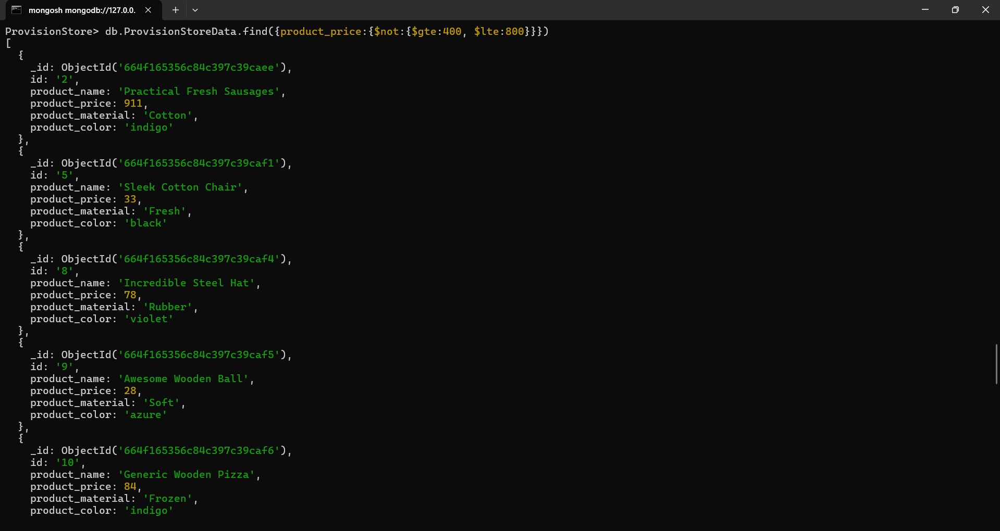 mongosh mongodb://127.0.0.
ProvisionStore> db.ProvisionStoreData.find({product_price:{$not:{$gte:400, $lte:800}}})
[
  {
    _id: ObjectId('664f165356c84c397c39caee'),
    id: '2',
    product_name: 'Practical Fresh Sausages',
    product_price: 911,
    product_material: 'Cotton',
    product_color: 'indigo'
  },
  {
    _id: ObjectId('664f165356c84c397c39caf1'),
    id: '5',
    product_name: 'Sleek Cotton Chair',
    product_price: 33,
    product_material: 'Fresh',
    product_color: 'black'
  },
  {
    _id: ObjectId('664f165356c84c397c39caf4'),
    id: '8',
    product_name: 'Incredible Steel Hat',
    product_price: 78,
    product_material: 'Rubber',
    product_color: 'violet'
  },
  {
    _id: ObjectId('664f165356c84c397c39caf5'),
    id: '9',
    product_name: 'Awesome Wooden Ball',
    product_price: 28,
    product_material: 'Soft',
    product_color: 'azure'
  },
  {
    _id: ObjectId('664f165356c84c397c39caf6'),
    id: '10',
    product_name: 'Generic Wooden Pizza',
    product_price: 84,
    product_material: 'Frozen',
    product_color: 'indigo'